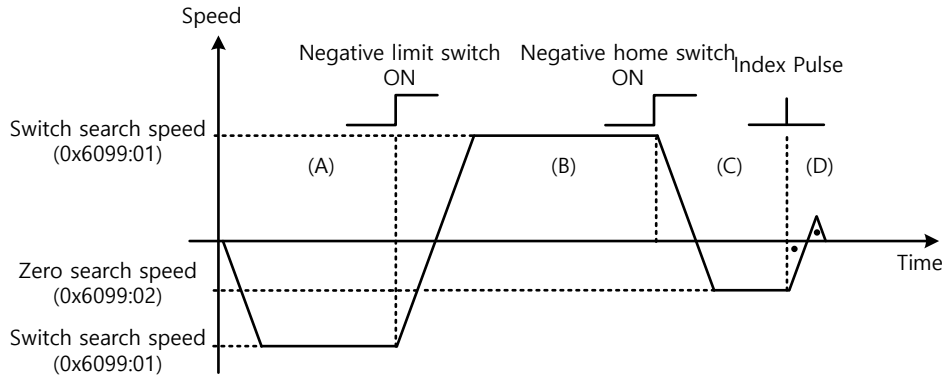 Speed
Negative limit switch
ON
Negative home switch
ON
Index Pulse
Switch search speed
(0x6099:01)
(A)
(B)
(C)
(D)
Time
Zero search speed
(0x6099:02)
Switch search speed
(0x6099:01)